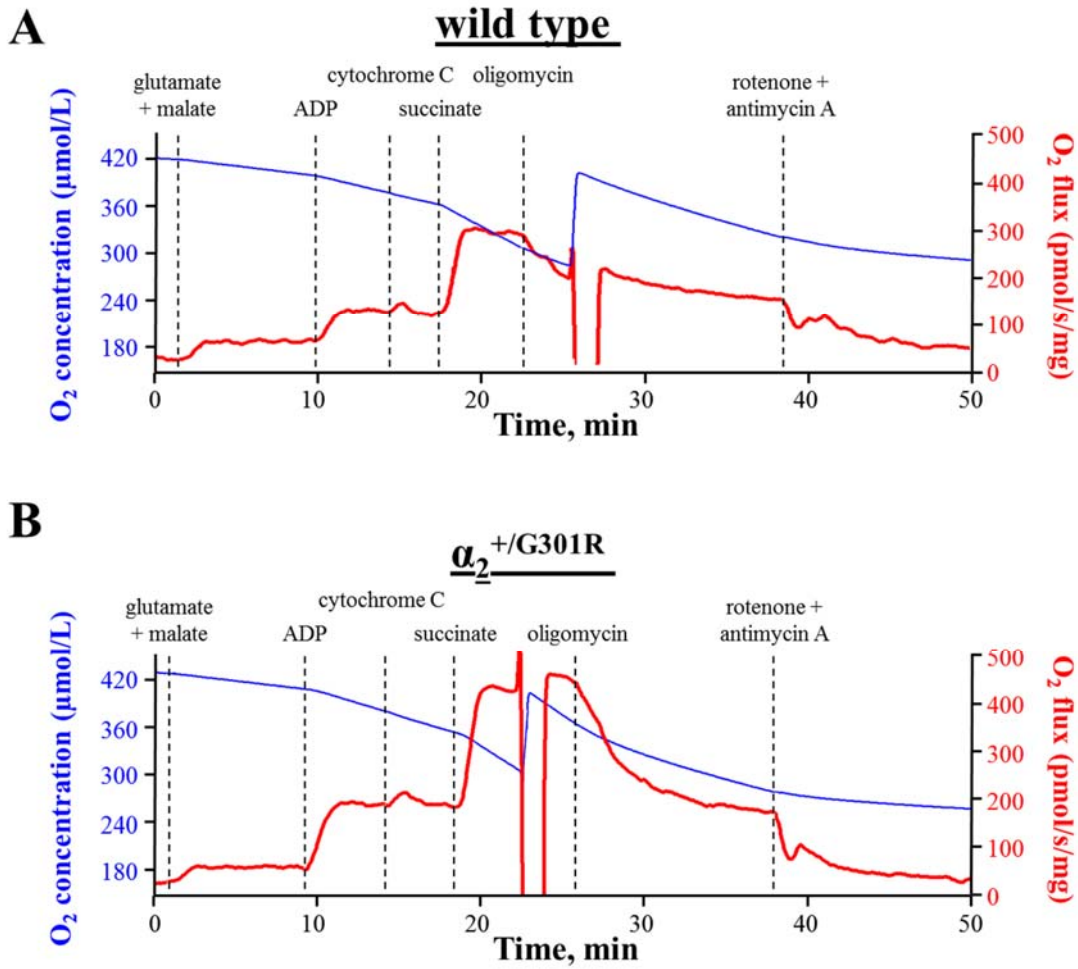 A
wild type
cytochrome C oligomycin
glutamate + malate
ADP
succinate
rotenone + antimycin A
O2 concentration (µmol/L)
420
360
300
240
180
500
400
300
200
100
0
O2 flux (pmol/s/mg)
0 10 20 30 40 50
Time, min
B
α2+/G301R
cytochrome C
glutamate + malate
ADP
succinate
oligomycin
rotenone + antimycin A
O2 concentration (µmol/L)
420
360
300
240
180
500
400
300
200
100
0
O2 flux (pmol/s/mg)
0 10 20 30 40 50
Time, min